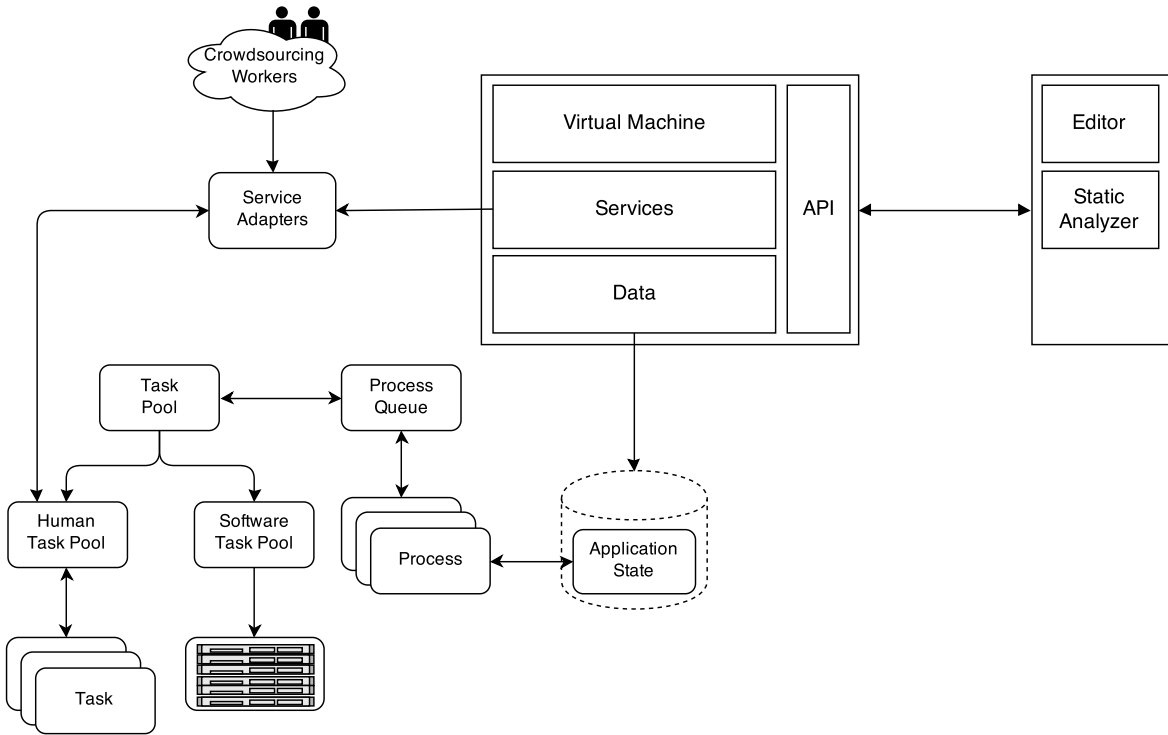 Crowdsourcing
Workers
Service
Adapters
Virtual Machine
Services
Data
API
Editor
Static
Analyzer
Task
Pool
Process
Queue
Human
Task Pool
Software
Task Pool
Process
Application
State
Task